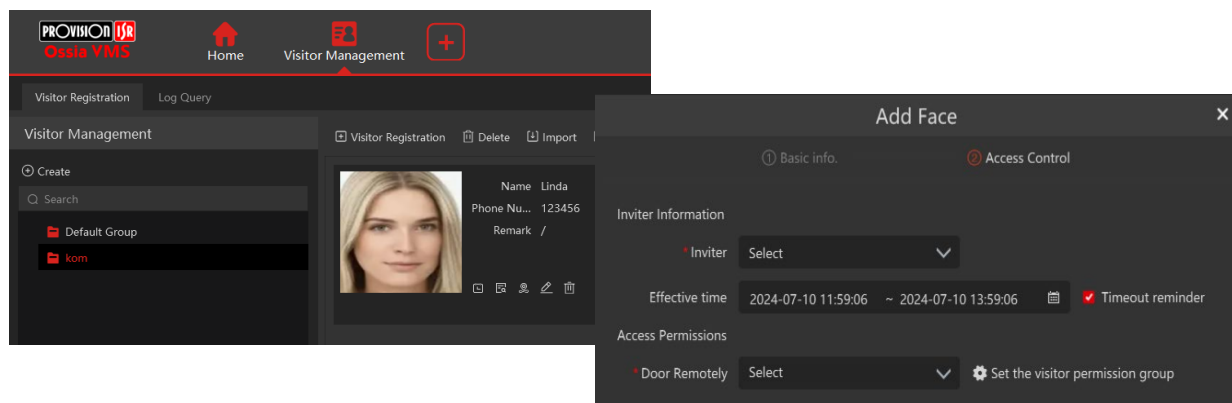 PROVISION ISR
Ossia VMS
Home
Visitor Management
Visitor Registration
Log Query
Visitor Management
Visitor Registration
Delete
Import
Create
Search
Default Group
kom
Name Linda
Phone Nu... 123456
Remark /
Add Face
1 Basic info.
2 Access Control
Inviter Information
* Inviter Select
Effective time 2024-07-10 11:59:06 ~ 2024-07-10 13:59:06 Timeout reminder
Access Permissions
* Door Remotely Select Set the visitor permission group